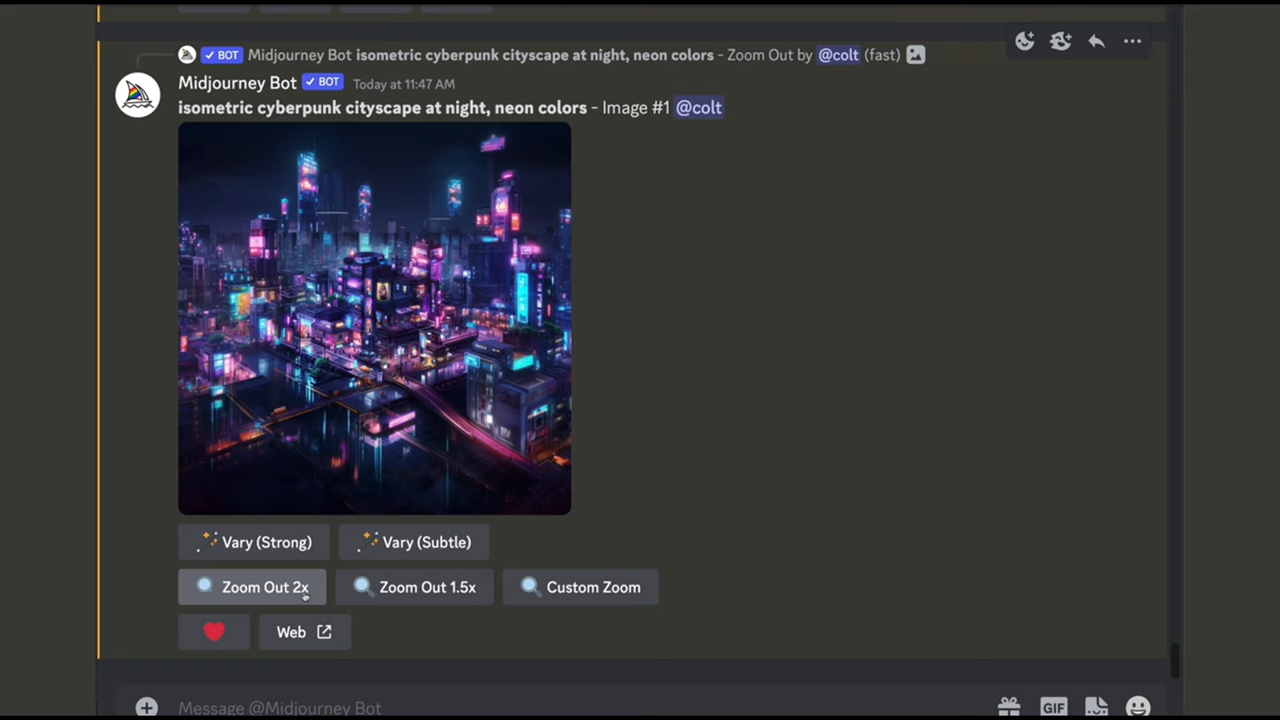 BOT Midjourney Bot isometric cyberpunk cityscape at night, neon colors - Zoom Out by @colt (fast)
Midjourney Bot BOT Today at 11:47 AM
isometric cyberpunk cityscape at night, neon colors - Image #1 @colt
Vary (Strong) Vary (Subtle)
Zoom Out 2x Zoom Out 1.5x Custom Zoom
Web
Message @Midjourney Bot GIF